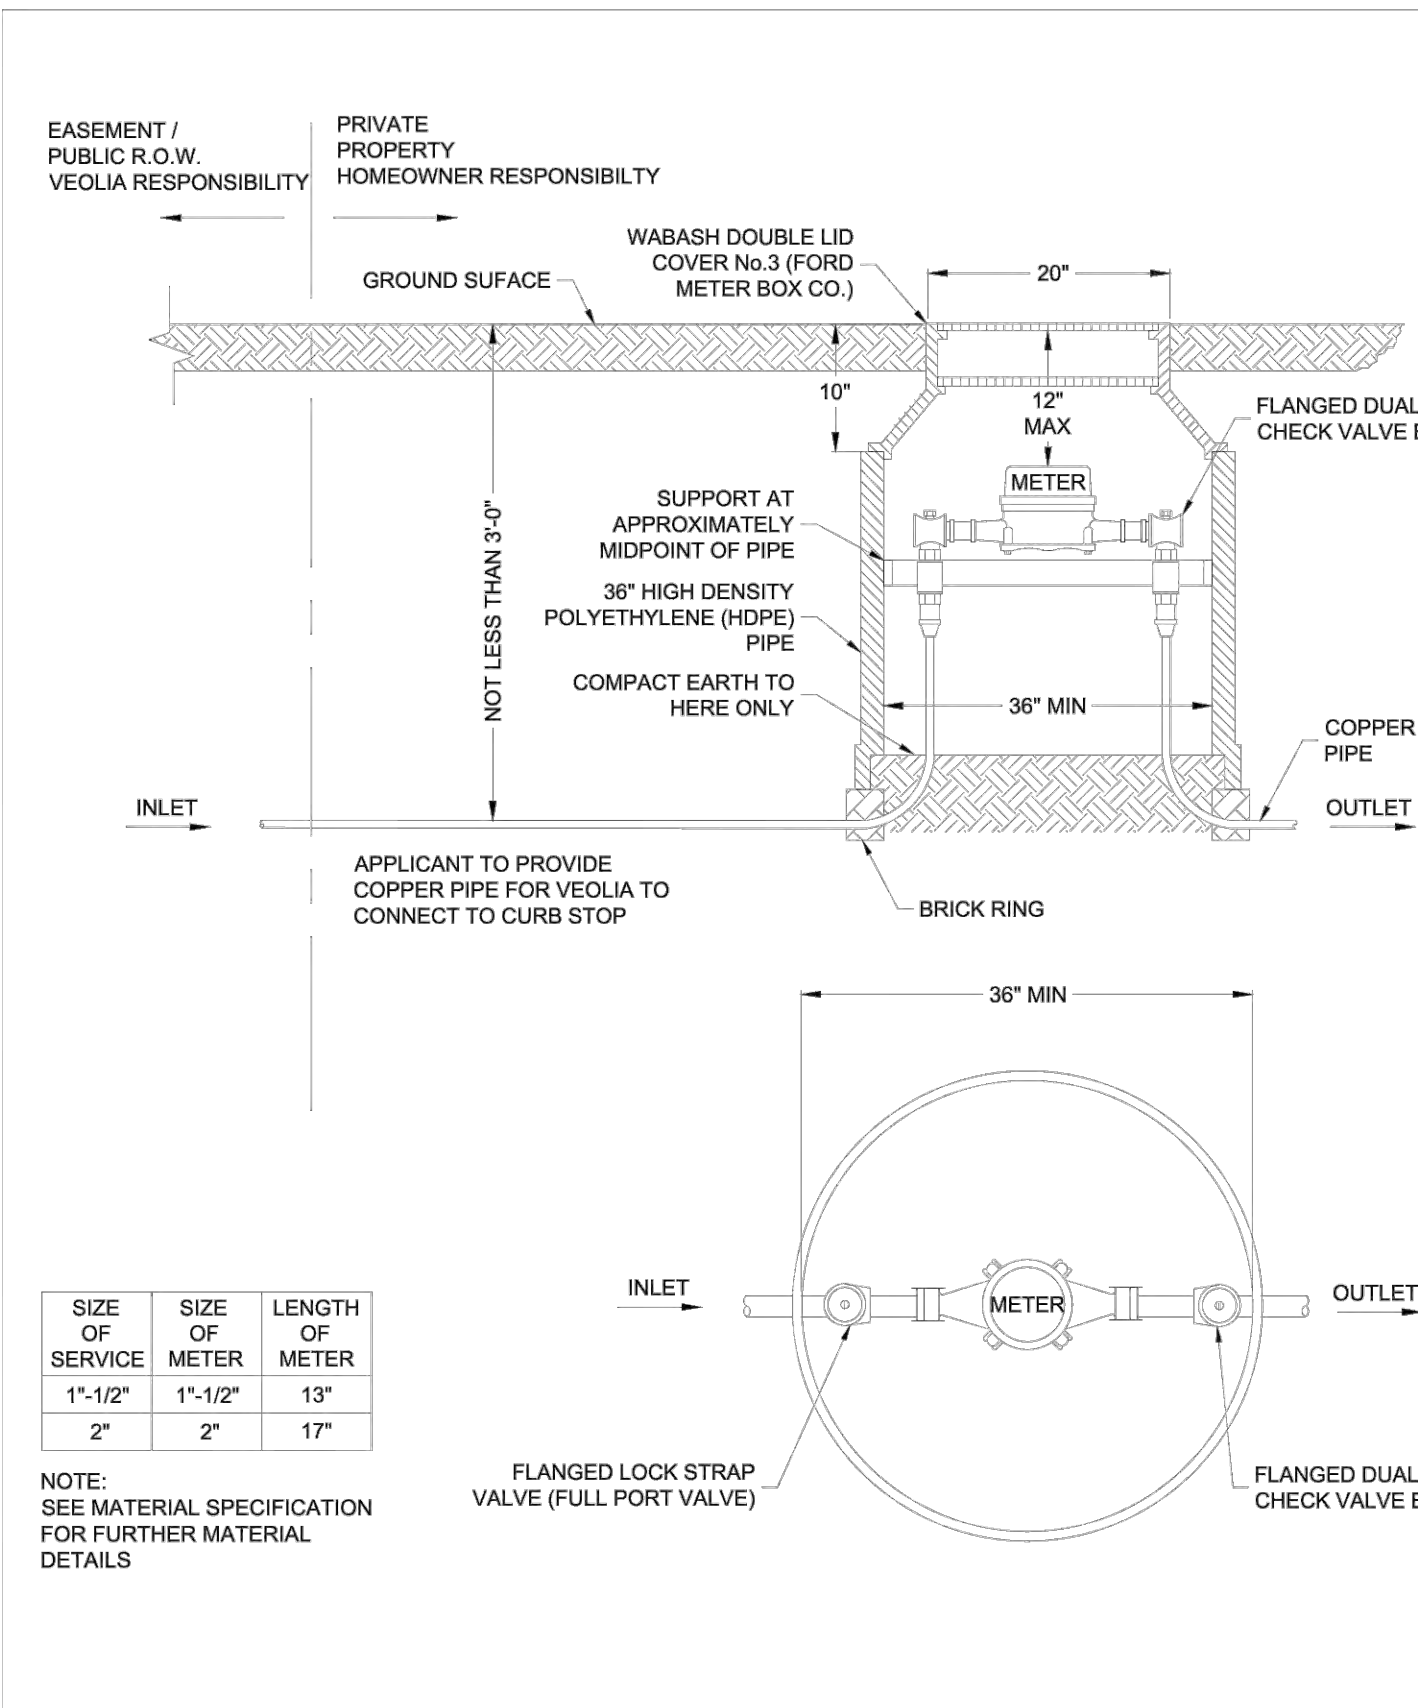 EASEMENT /
PUBLIC R.O.W.
VEOLIA RESPONSIBILITY
PRIVATE
PROPERTY
HOMEOWNER RESPONSIBILTY
WABASH DOUBLE LID
COVER No.3 (FORD
METER BOX CO.)
20"
GROUND SUFACE
10"
12"
MAX
FLANGED DUAL
CHECK VALVE
METER
SUPPORT AT
APPROXIMATELY
MIDPOINT OF PIPE
NOT LESS THAN 3'-0"
36" HIGH DENSITY
POLYETHYLENE (HDPE)
PIPE
COMPACT EARTH TO
HERE ONLY
36" MIN
COPPER
PIPE
INLET
OUTLET
APPLICANT TO PROVIDE
COPPER PIPE FOR VEOLIA TO
CONNECT TO CURB STOP
BRICK RING
36" MIN
INLET
METER
OUTLET
SIZE
OF
SERVICE
SIZE
OF
METER
LENGTH
OF
METER
1"-1/2" 1"-1/2" 13"
2" 2" 17"
FLANGED LOCK STRAP
VALVE (FULL PORT VALVE)
FLANGED DUAL
CHECK VALVE
NOTE:
SEE MATERIAL SPECIFICATION
FOR FURTHER MATERIAL
DETAILS